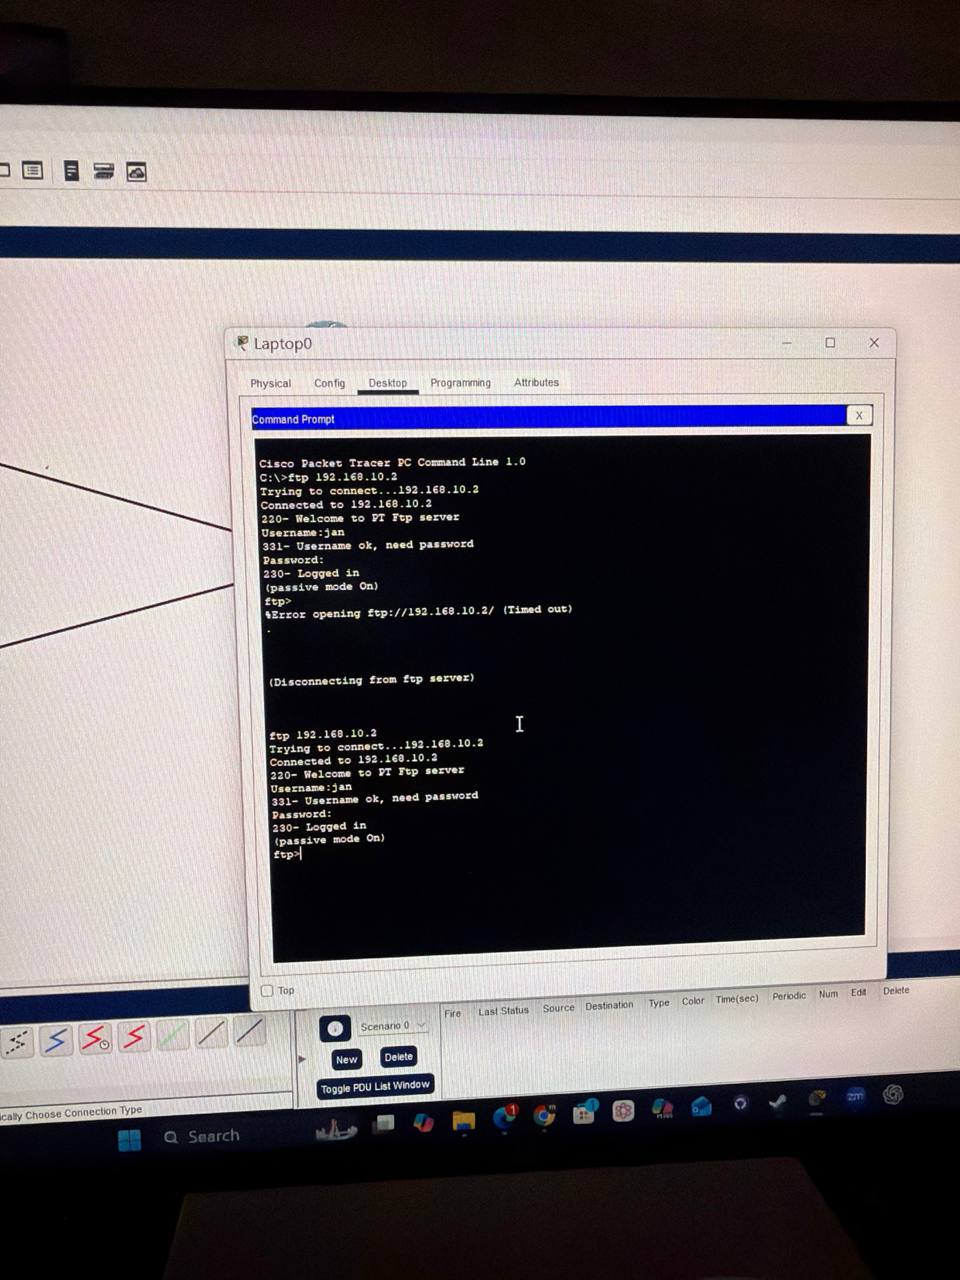 Laptop0
Physical Config Desktop Programming Attributes
Command Prompt X
Cisco Packet Tracer PC Command Line 1.0
C:\>ftp 192.168.10.2
Trying to connect...192.168.10.2
Connected to 192.168.10.2
220- Welcome to PT Ftp server
Username:jan
331- Username ok, need password
Password:
230- Logged in
(passive mode On)
ftp>
%Error opening ftp://192.168.10.2/ (Timed out)
.
(Disconnecting from ftp server)
ftp 192.168.10.2
Trying to connect...192.168.10.2
Connected to 192.168.10.2
220- Welcome to PT Ftp server
Username:jan
331- Username ok, need password
Password:
230- Logged in
(passive mode On)
ftp>
Top
Fire Last Status Source Destination Type Color Time(sec) Periodic Num Edit Delete
Scenario 0
New Delete
Toggle PDU List Window
ically Choose Connection Type
Search
1
zm